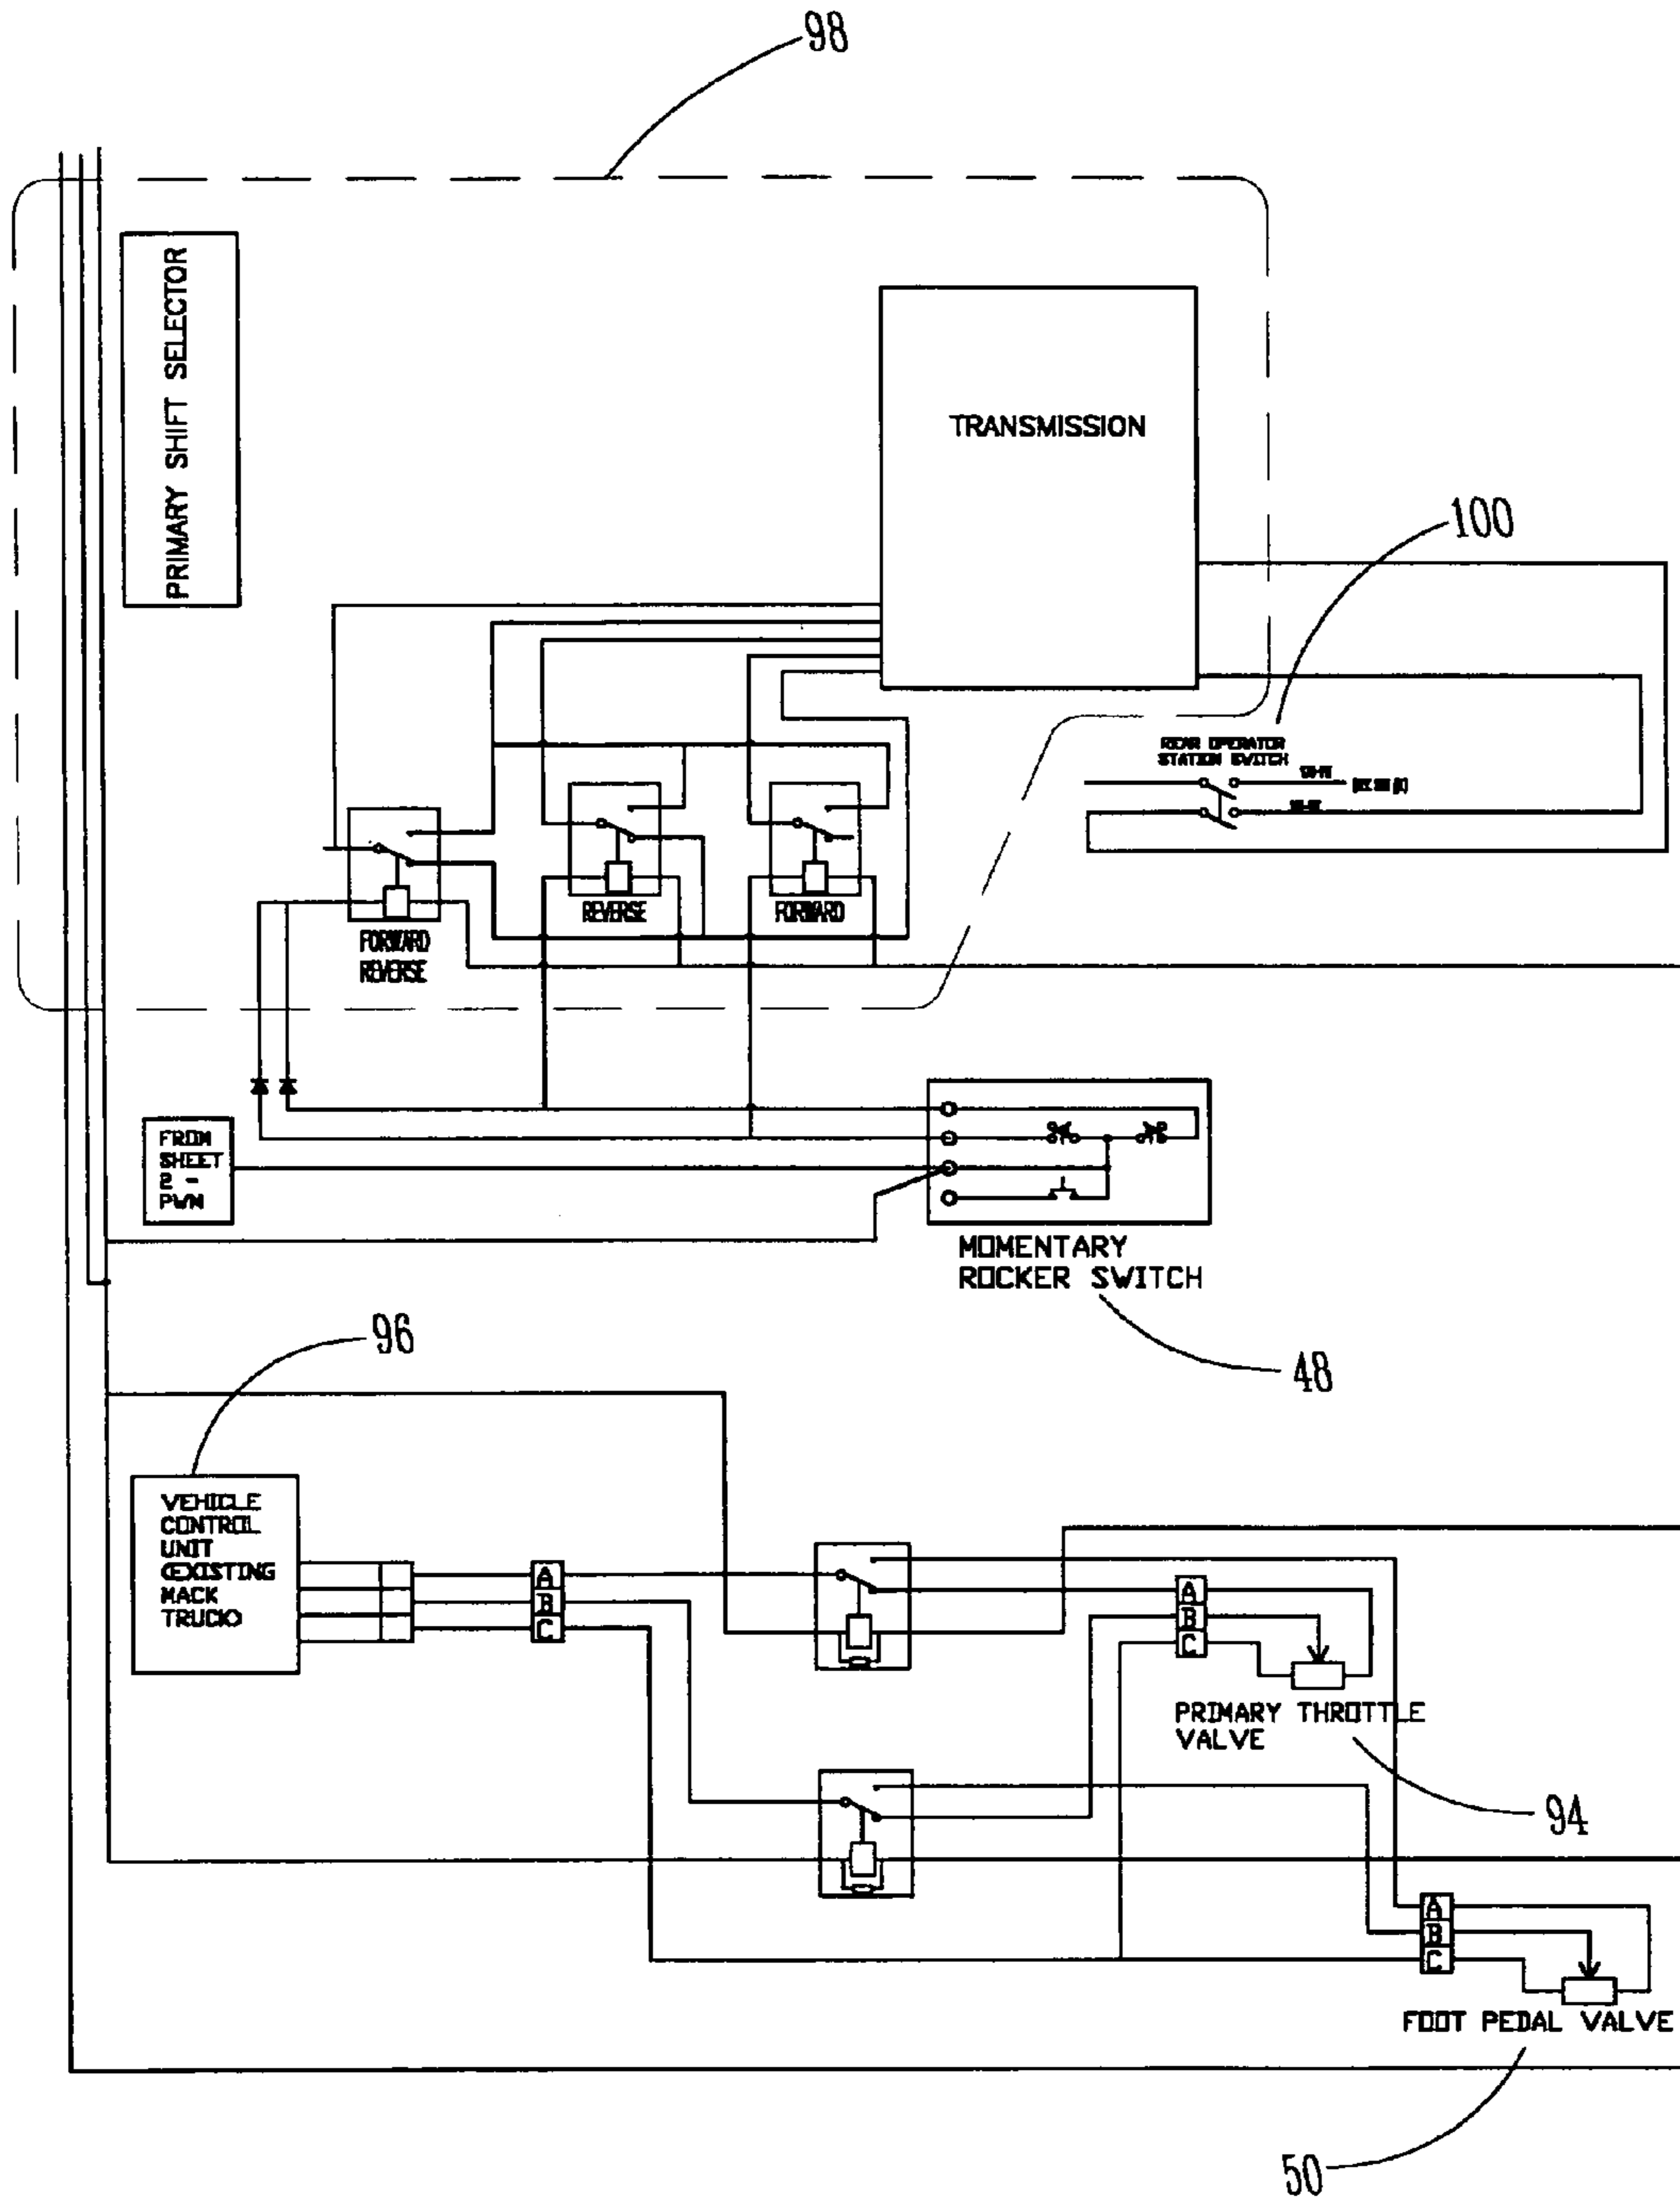 98
PRIMARY SHIFT SELECTOR
TRANSMISSION
100
REAR OPERATOR
STATION SWITCH
REVERSE
FORWARD
FORWARD
REVERSE
FROM
SHEET
2 -
PWM
MOMENTARY
ROCKER SWITCH
48
96
VEHICLE
CONTROL
UNIT
(EXISTING
MACK
TRUCK)
A
B
C
A
B
C
PRIMARY THROTTLE
VALVE
94
A
B
C
FOOT PEDAL VALVE
50